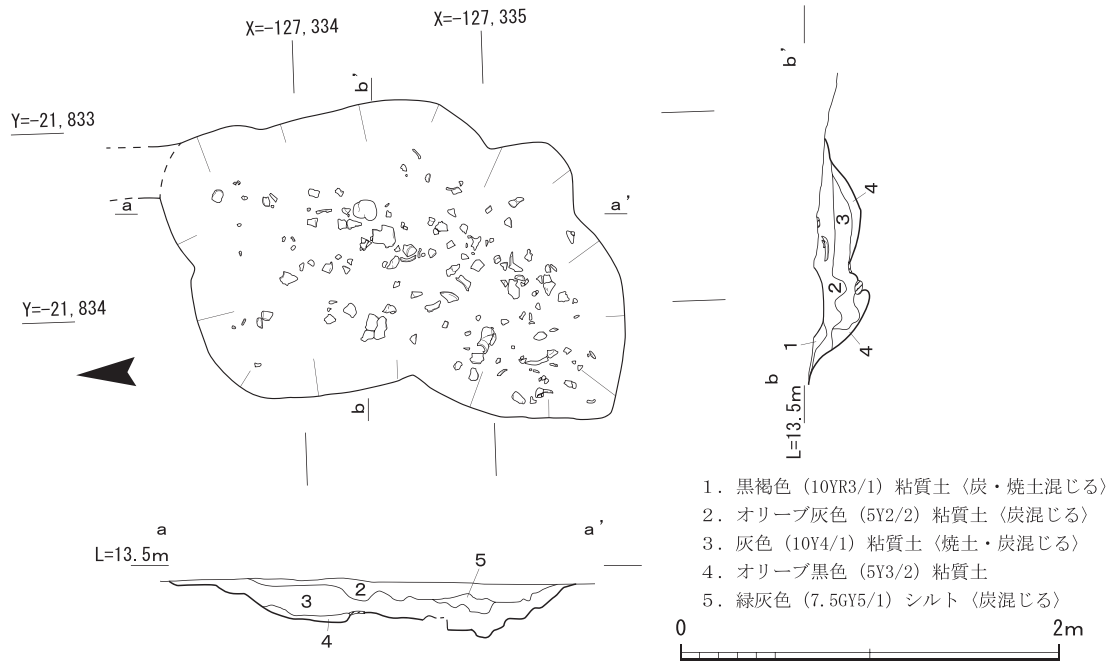 X=-127,334
X=-127,335
Y=-21,833
Y=-21,834
a
a'
b'
b
b'
4
3
2
1
4
b
L=13.5m
a
a'
L=13.5m
5
2
3
4
1．黒褐色（10YR3/1）粘質土〈炭・焼土混じる〉
2．オリーブ灰色（5Y2/2）粘質土〈炭混じる〉
3．灰色（10Y4/1）粘質土〈焼土・炭混じる〉
4．オリーブ黒色（5Y3/2）粘質土
5．緑灰色（7.5GY5/1）シルト〈炭混じる〉
0
2m